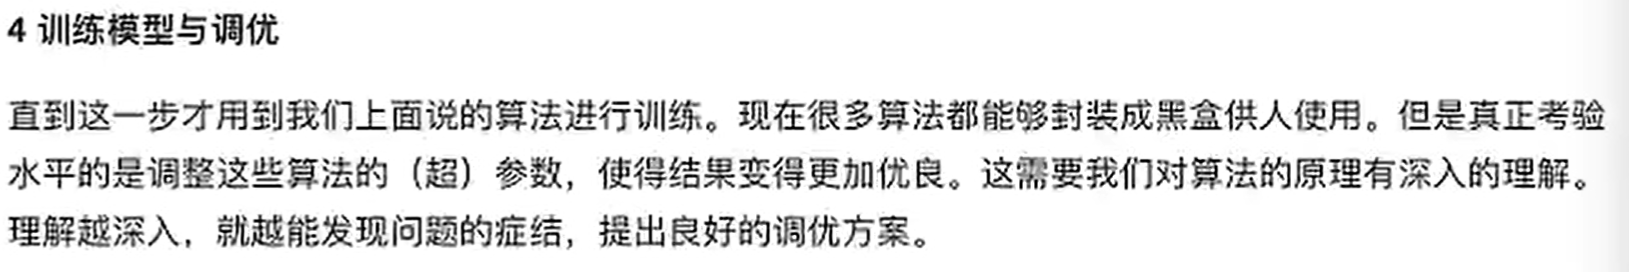 4 训练模型与调优
直到这一步才用到我们上面说的算法进行训练。现在很多算法都能够封装成黑盒供人使用。但是真正考验
水平的是调整这些算法的（超）参数，使得结果变得更加优良。这需要我们对算法的原理有深入的理解。
理解越深入，就越能发现问题的症结，提出良好的调优方案。